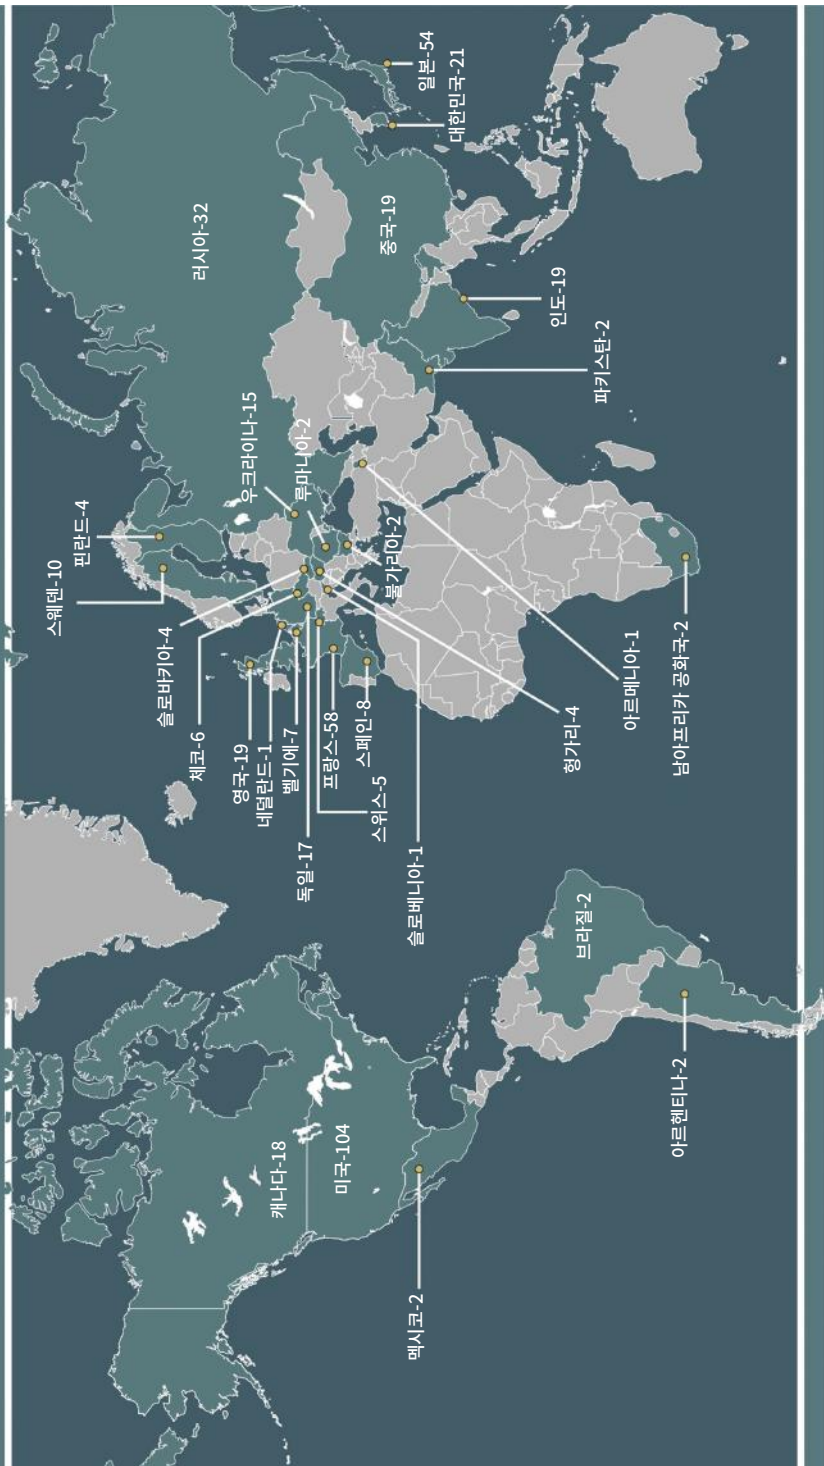 캐나다-18
미국-104
멕시코-2
브라질-2
아르헨티나-2
스웨덴-10
핀란드-4
슬로바키아-4
체코-6
영국-19
네덜란드-1
벨기에-7
프랑스-58
스페인-8
스위스-5
독일-17
슬로베니아-1
우크라이나-15
루마니아-2
불가리아-2
헝가리-4
아르메니아-1
남아프리카 공화국-2
러시아-32
중국-19
일본-54
대한민국-21
인도-19
파키스탄-2